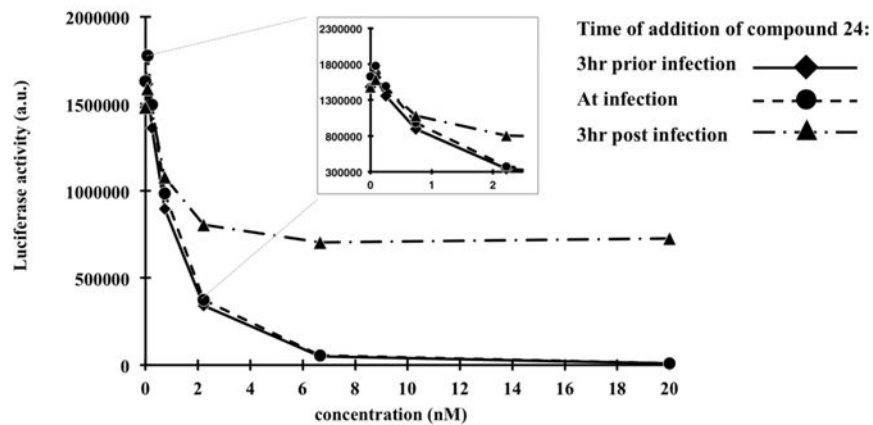 2000000
1500000
1000000
500000
0
Luciferase activity (a.u.)
0 2 4 6 8 10 12 14 16 18 20
concentration (nM)
2300000
1800000
1300000
800000
300000
0 1 2
Time of addition of compound 24:
3hr prior infection
At infection
3hr post infection